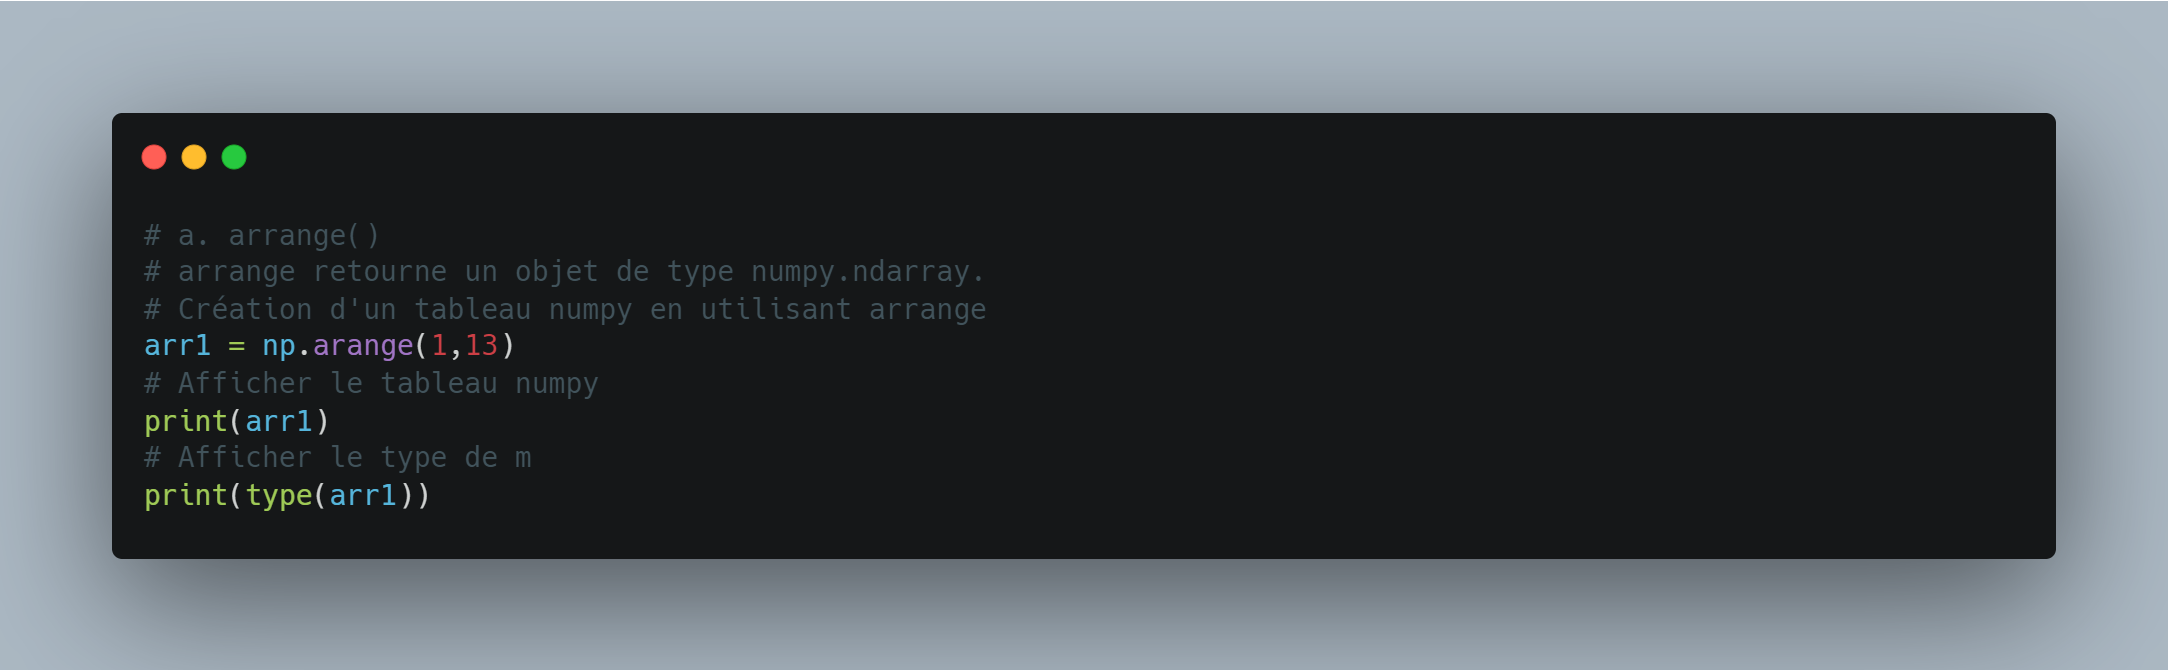 # a. arrange()
# arrange retourne un objet de type numpy.ndarray.
# Création d'un tableau numpy en utilisant arrange
arr1 = np.arange(1,13)
# Afficher le tableau numpy
print(arr1)
# Afficher le type de m
print(type(arr1))